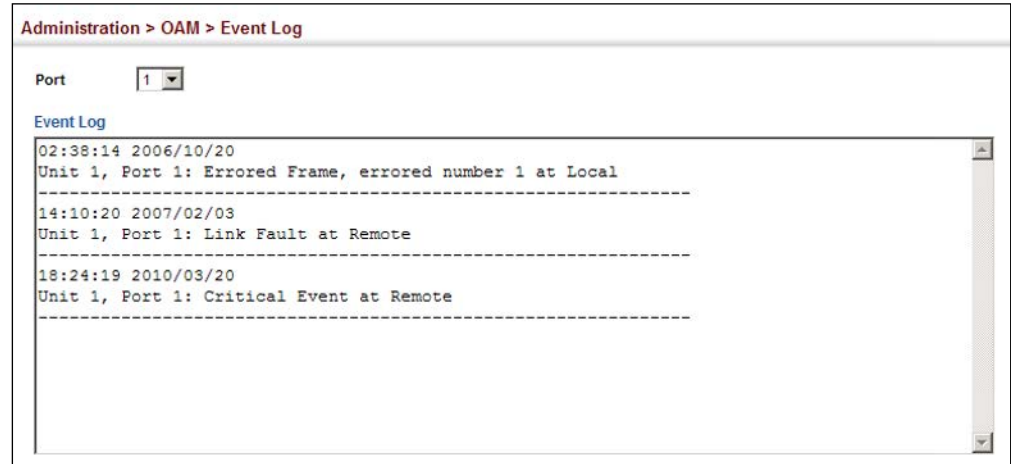 Administration > OAM > Event Log
Port 1
Event Log
02:38:14 2006/10/20
Unit 1, Port 1: Errored Frame, errored number 1 at Local
---------------------------------------------------------------
14:10:20 2007/02/03
Unit 1, Port 1: Link Fault at Remote
---------------------------------------------------------------
18:24:19 2010/03/20
Unit 1, Port 1: Critical Event at Remote
---------------------------------------------------------------